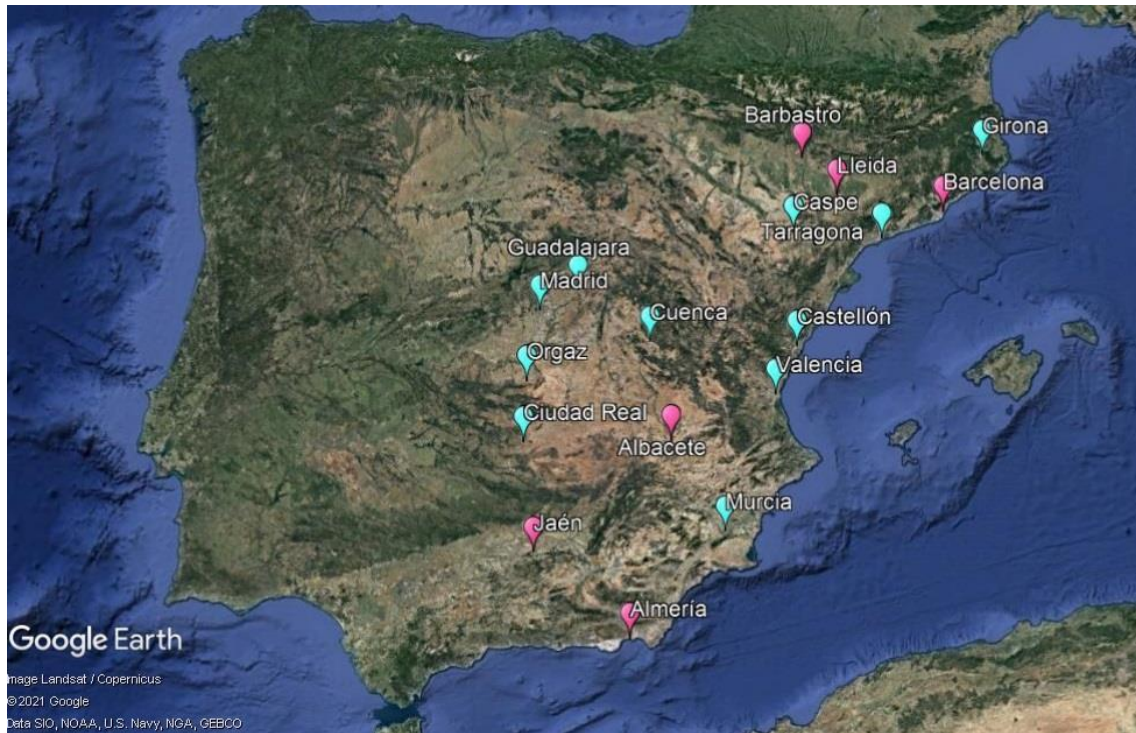 Barbastro
Girona
Lleida
Barcelona
Caspe
Tarragona
Guadalajara
Madrid
Cuenca
Castellón
Orgaz
Valencia
Ciudad Real
Albacete
Murcia
Jaén
Almería
Google Earth
mage Landsat / Copernicus
©2021 Google
Data SIO, NOAA, U.S. Navy, NGA, GEBCO